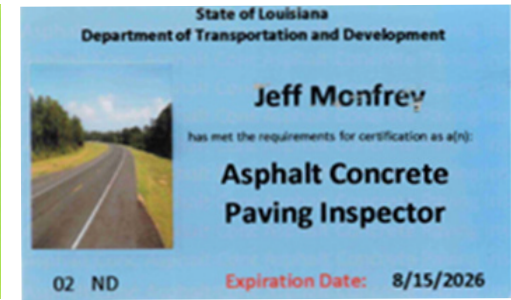 State of Louisiana
Department of Transportation and Development
Jeff Monfrey
has met the requirements for certification as a(n):
Asphalt Concrete
Paving Inspector
02 ND
Expiration Date: 8/15/2026